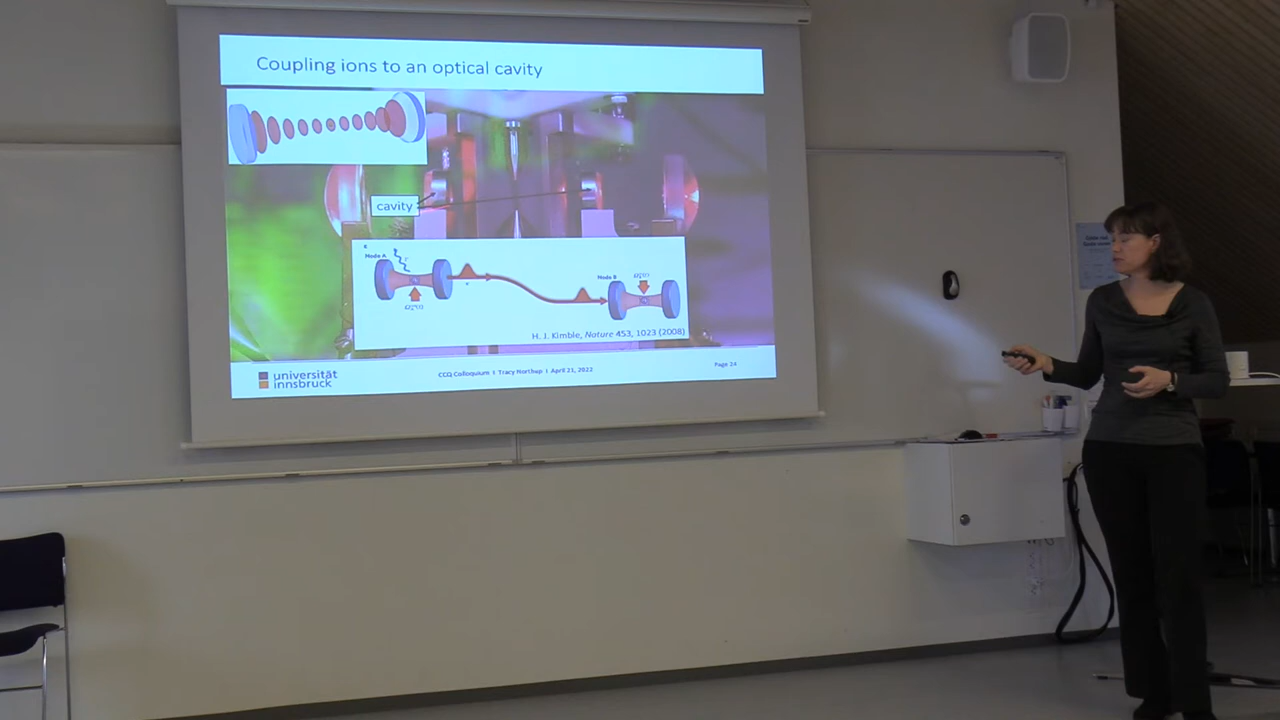 Coupling ions to an optical cavity
cavity
Node A
Node B
H. J. Kimble, Nature 453, 1023 (2008)
universität
innsbruck
CCQ Colloquium I Tracy Northup I April 21, 2022
Page 24